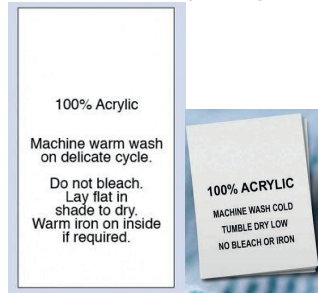 100% Acrylic
Machine warm wash
on delicate cycle.
Do not bleach.
Lay flat in
shade to dry.
Warm iron on inside
if required.
100% ACRYLIC
MACHINE WASH COLD
TUMBLE DRY LOW
NO BLEACH OR IRON